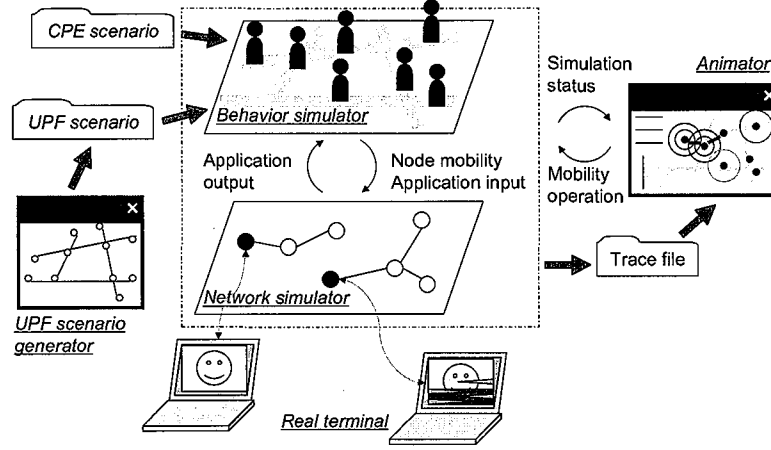 CPE scenario
UPF scenario
Behavior simulator
Simulation
status
Animator
×
Application
output
Node mobility
Application input
Mobility
operation
×
Network simulator
Trace file
UPF scenario
generator
Real terminal